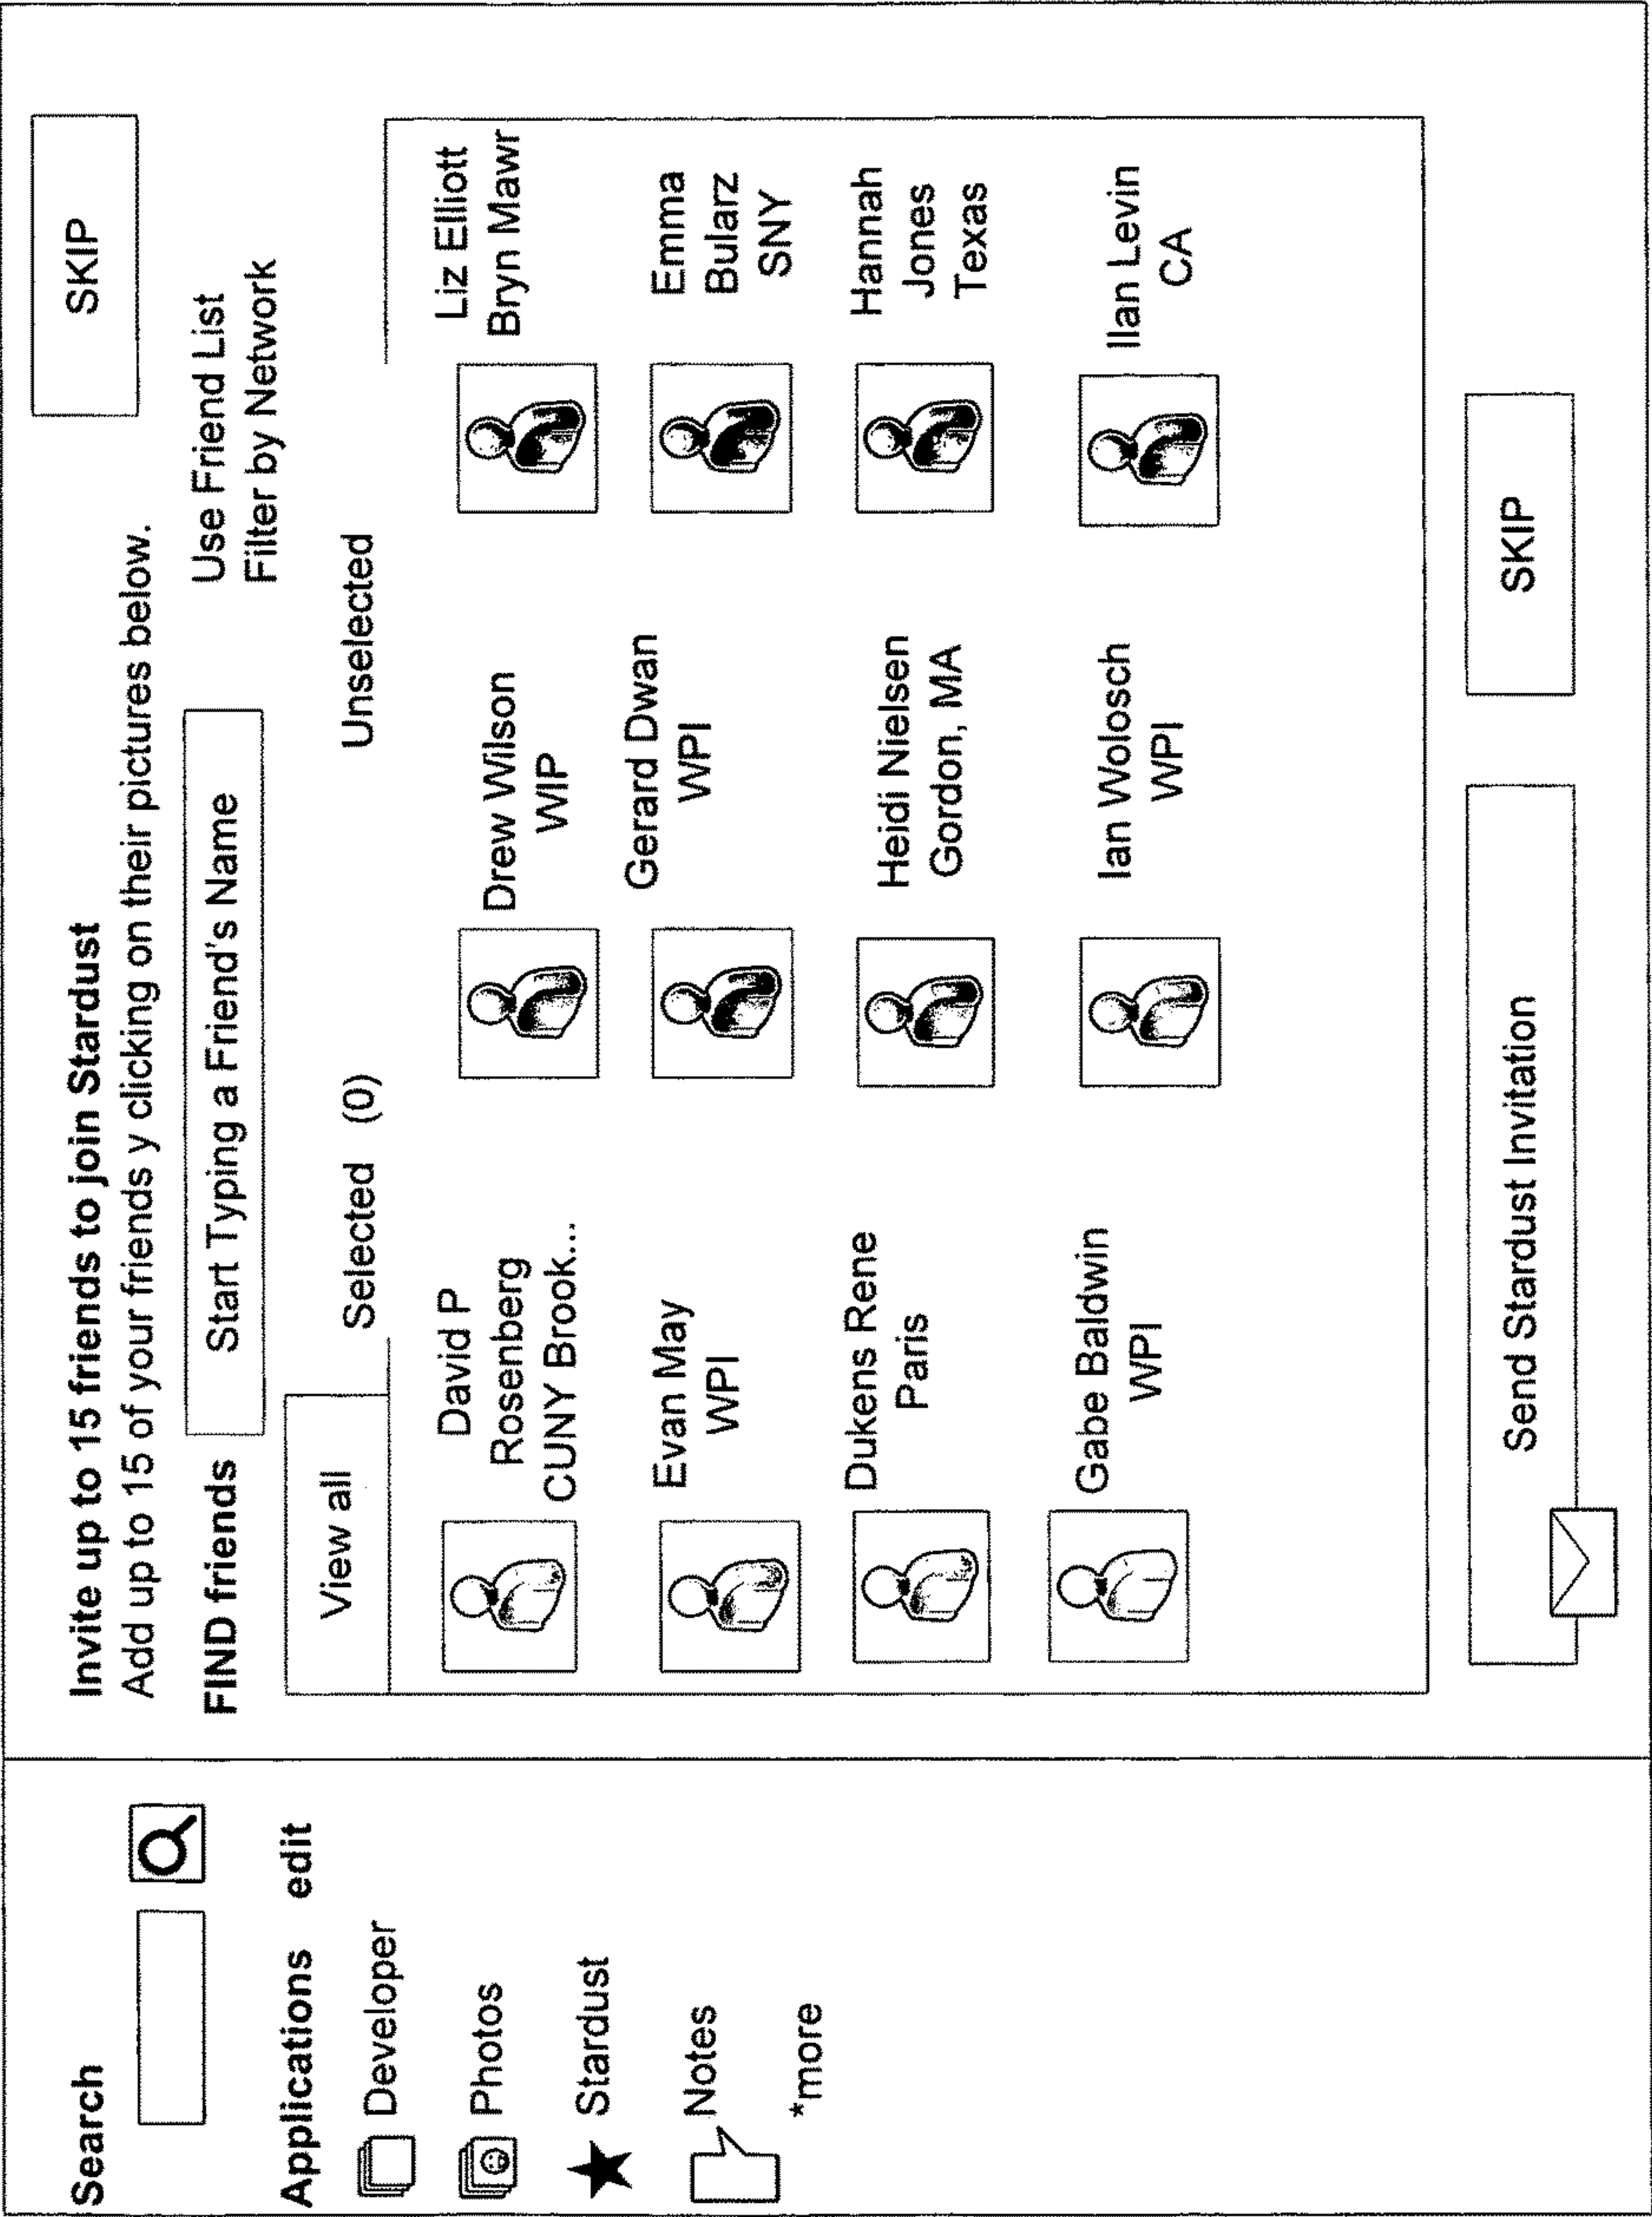 Search
Applications edit
Developer
Photos
Stardust
Notes
*more
Invite up to 15 friends to join Stardust
Add up to 15 of your friends y clicking on their pictures below.
SKIP
FIND friends
Start Typing a Friend's Name
Use Friend List
Filter by Network
View all
Selected (0)
Unselected
David P
Rosenberg
CUNY Brook...
Drew Wilson
WIP
Liz Elliott
Bryn Mawr
Evan May
WPI
Gerard Dwan
WPI
Emma
Bularz
SNY
Dukens Rene
Paris
Heidi Nielsen
Gordon, MA
Hannah
Jones
Texas
Gabe Baldwin
WPI
Ian Wolosch
WPI
Ilan Levin
CA
Send Stardust Invitation
SKIP